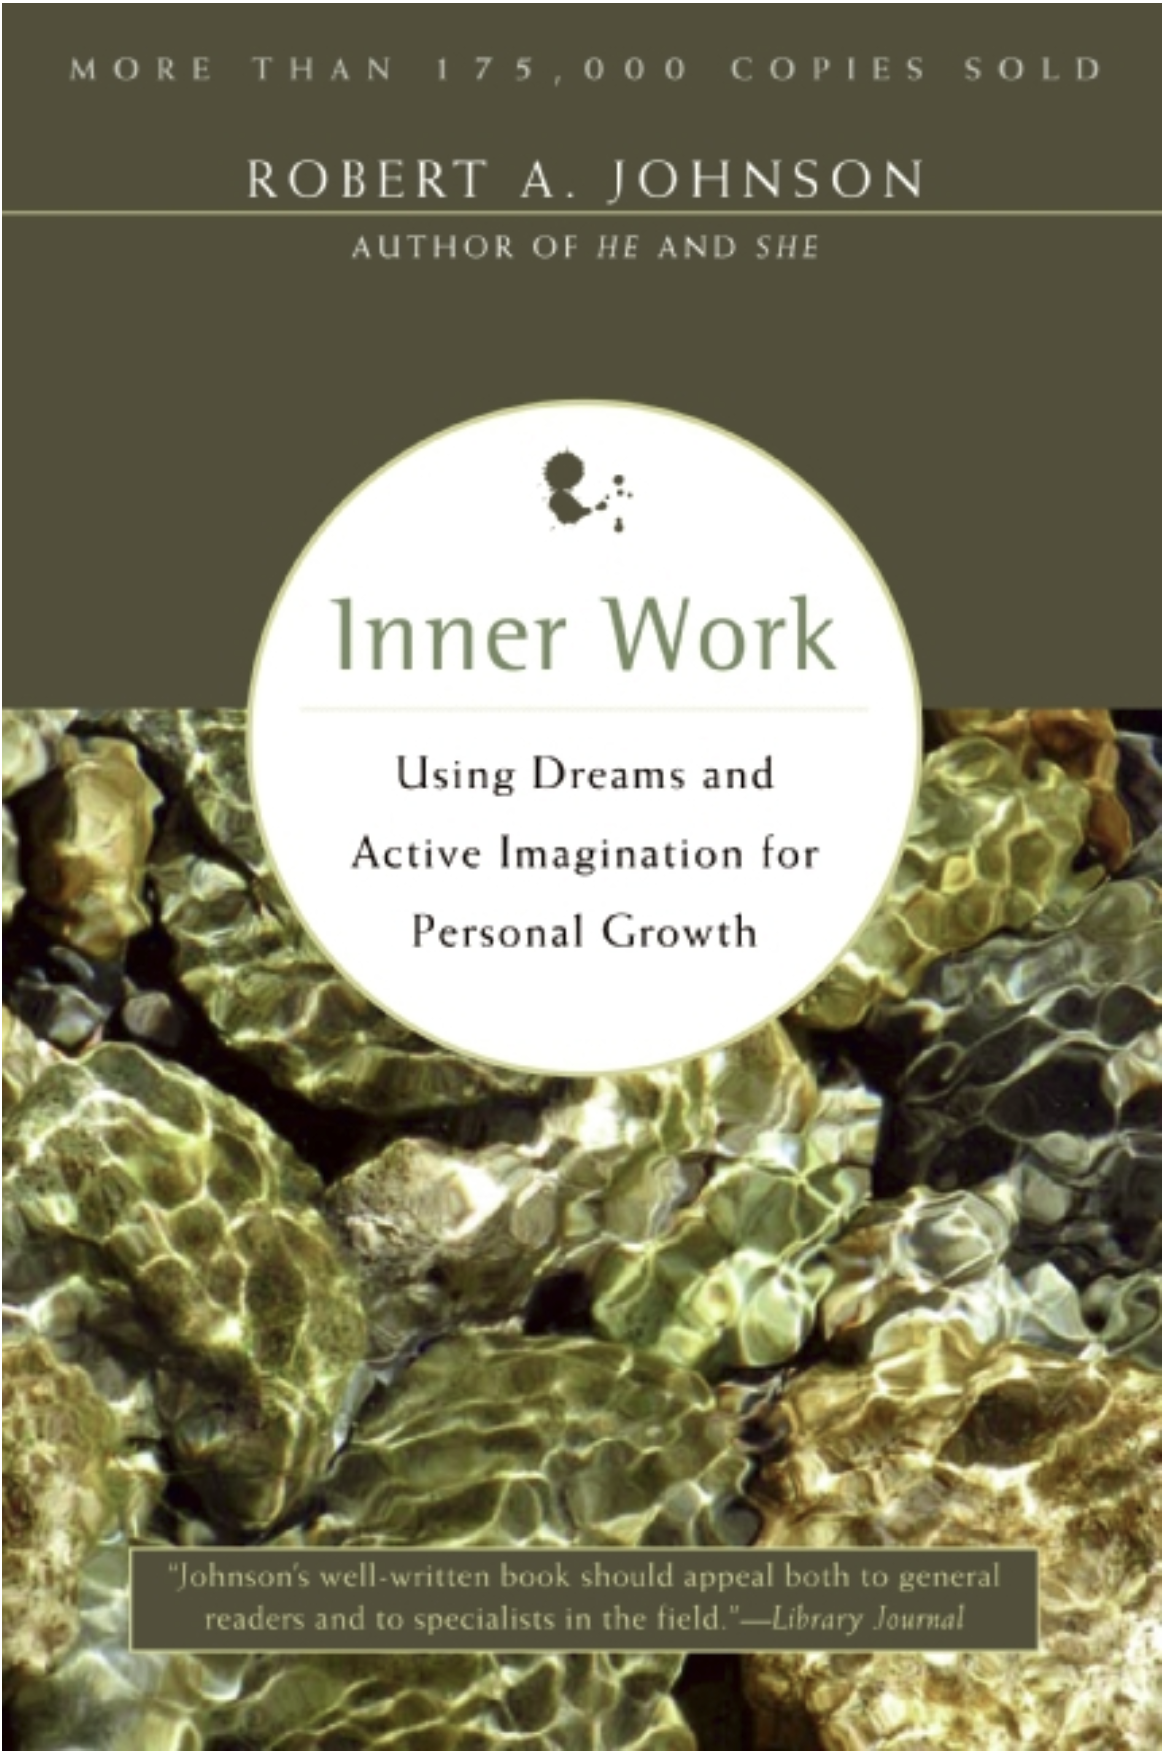 MORE THAN 175,000 COPIES SOLD
ROBERT A. JOHNSON
AUTHOR OF HE AND SHE
Inner Work
Using Dreams and
Active Imagination for
Personal Growth
"Johnson's well-written book should appeal both to general
readers and to specialists in the field."—Library Journal